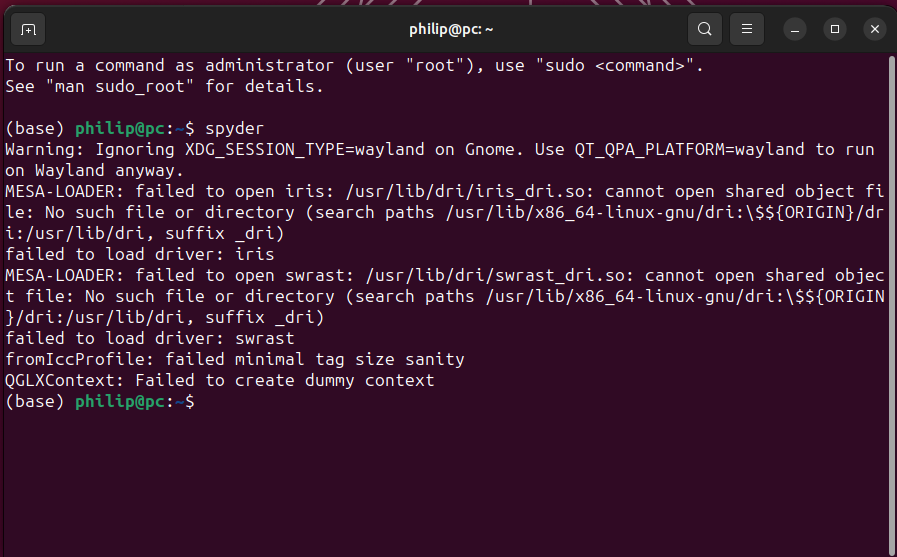 philip@pc: ~
To run a command as administrator (user "root"), use "sudo <command>".
See "man sudo_root" for details.
(base) philip@pc:~$ spyder
Warning: Ignoring XDG_SESSION_TYPE=wayland on Gnome. Use QT_QPA_PLATFORM=wayland to run
on Wayland anyway.
MESA-LOADER: failed to open iris: /usr/lib/dri/iris_dri.so: cannot open shared object fi
le: No such file or directory (search paths /usr/lib/x86_64-linux-gnu/dri:\$${ORIGIN}/dr
i:/usr/lib/dri, suffix _dri)
failed to load driver: iris
MESA-LOADER: failed to open swrast: /usr/lib/dri/swrast_dri.so: cannot open shared objec
t file: No such file or directory (search paths /usr/lib/x86_64-linux-gnu/dri:\$${ORIGIN
}/dri:/usr/lib/dri, suffix _dri)
failed to load driver: swrast
fromIccProfile: failed minimal tag size sanity
QGLXContext: Failed to create dummy context
(base) philip@pc:~$